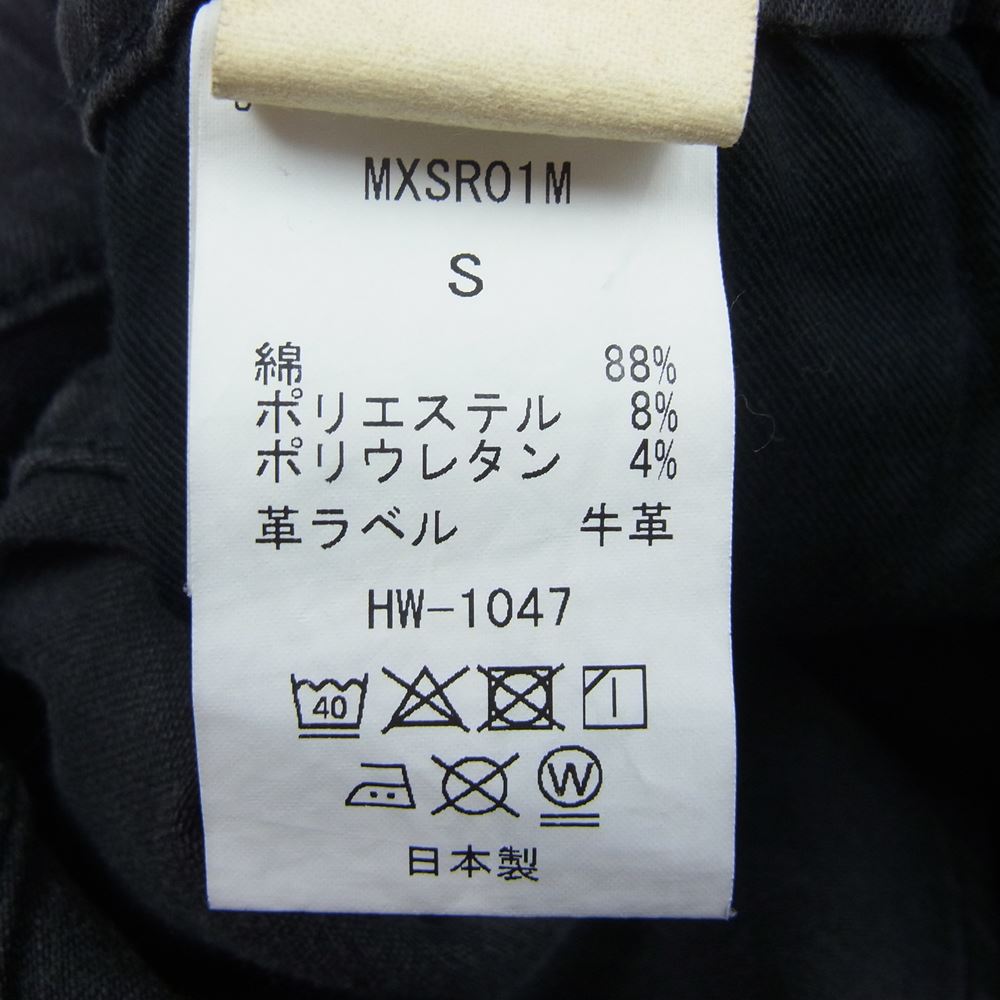 MXSR01M
S
綿 88%
ポリエステル 8%
ポリウレタン 4%
革ラベル 牛革
HW-1047
40
W
日本製